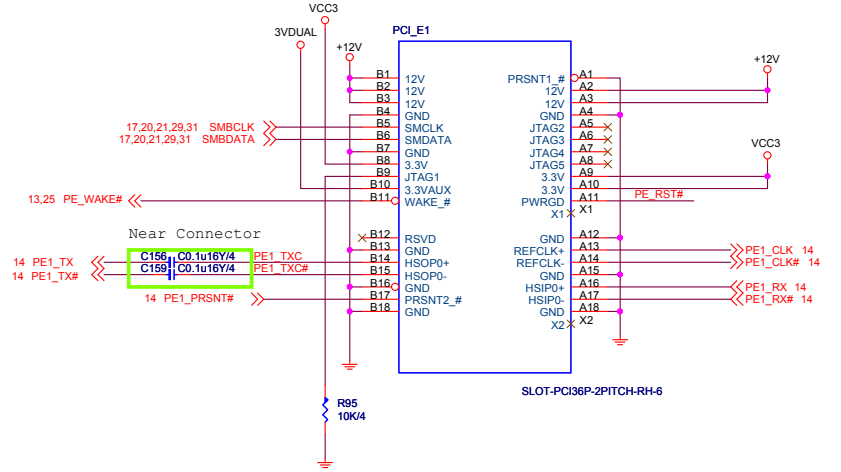 VCC3
3VDUAL
+12V
PCI_E1
+12V
VCC3
B1 12V PRSNT1_# A1
B2 12V 12V A2
B3 12V 12V A3
B4 GND GND A4
17,20,21,29,31 SMBCLK B5 SMCLK JTAG2 A5
17,20,21,29,31 SMBDATA B6 SMDATA JTAG3 A6
B7 GND JTAG4 A7
B8 3.3V JTAG5 A8
B9 JTAG1 3.3V A9
B10 3.3VAUX 3.3V A10
13,25 PE_WAKE# B11 WAKE_# PWRGD A11 PE_RST#
X1 X1
Near Connector
B12 RSVD GND A12
B13 GND REFCLK+ A13 PE1_CLK 14
14 PE1_TX C156 C0.1u16Y/4 PE1_TXC B14 HSOP0+ REFCLK- A14 PE1_CLK# 14
14 PE1_TX# C159 C0.1u16Y/4 PE1_TXC# B15 HSOP0- GND A15
B16 GND HSIP0+ A16 PE1_RX 14
14 PE1_PRSNT# B17 PRSNT2_# HSIP0- A17 PE1_RX# 14
B18 GND GND A18
X2 X2
SLOT-PCI36P-2PITCH-RH-6
R95
10K/4